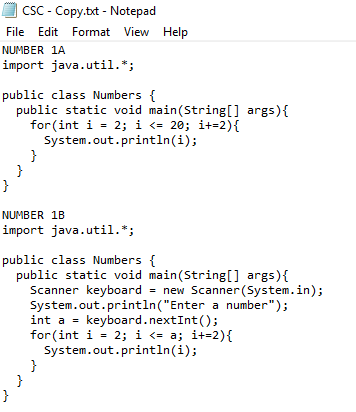 CSC - Copy.txt - Notepad
File Edit Format View Help
NUMBER 1A
import java.util.*;

public class Numbers {
  public static void main(String[] args){
    for(int i = 2; i <= 20; i+=2){
      System.out.println(i);
    }
  }
}

NUMBER 1B
import java.util.*;

public class Numbers {
  public static void main(String[] args){
    Scanner keyboard = new Scanner(System.in);
    System.out.println("Enter a number");
    int a = keyboard.nextInt();
    for(int i = 2; i <= a; i+=2){
      System.out.println(i);
    }
  }
}